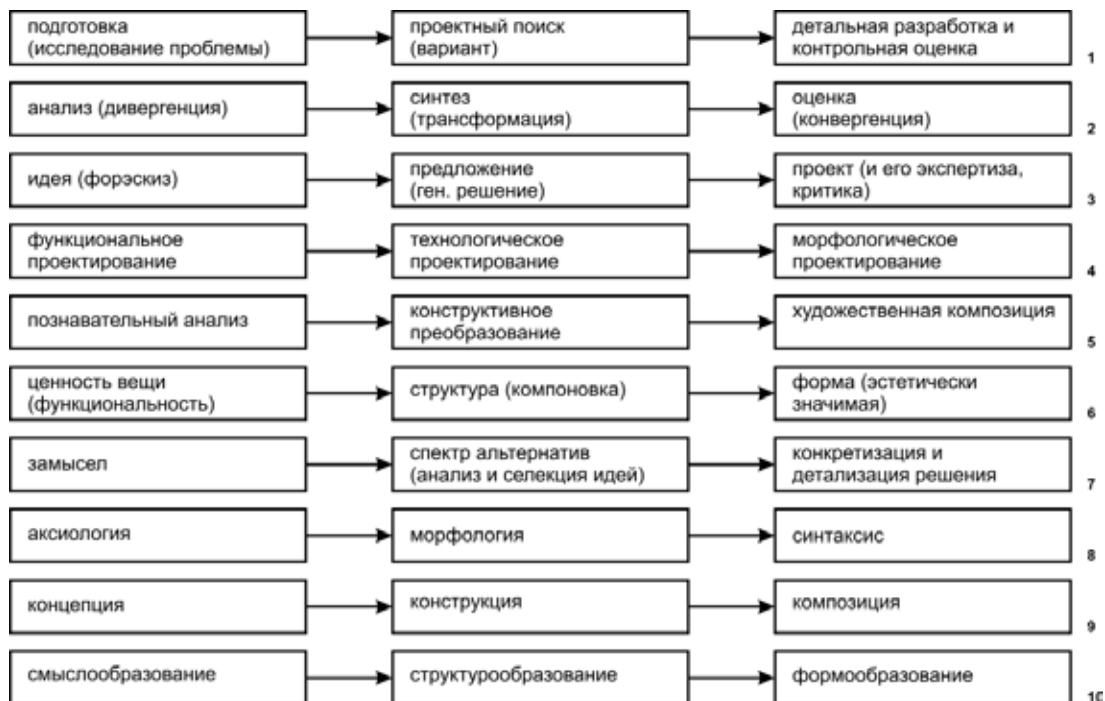 подготовка
(исследование проблемы)
проектный поиск
(вариант)
детальная разработка и
контрольная оценка
1
анализ (дивергенция)
синтез
(трансформация)
оценка
(конвергенция)
2
идея (форэскиз)
предложение
(ген. решение)
проект (и его экспертиза,
критика)
3
функциональное
проектирование
технологическое
проектирование
морфологическое
проектирование
4
познавательный анализ
конструктивное
преобразование
художественная композиция
5
ценность вещи
(функциональность)
структура (компоновка)
форма (эстетически
значимая)
6
замысел
спектр альтернатив
(анализ и селекция идей)
конкретизация и
детализация решения
7
аксиология
морфология
синтаксис
8
концепция
конструкция
композиция
9
смыслообразование
структурообразование
формообразование
10